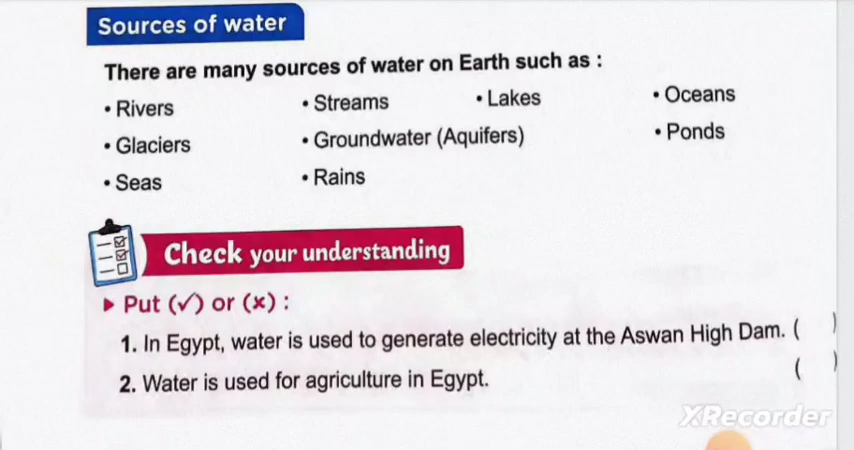 Sources of water
There are many sources of water on Earth such as :
• Rivers • Streams • Lakes • Oceans
• Glaciers • Groundwater (Aquifers) • Ponds
• Seas • Rains
Check your understanding
▶ Put (✓) or (×) :
1. In Egypt, water is used to generate electricity at the Aswan High Dam. ( )
2. Water is used for agriculture in Egypt. ( )
XRecorder